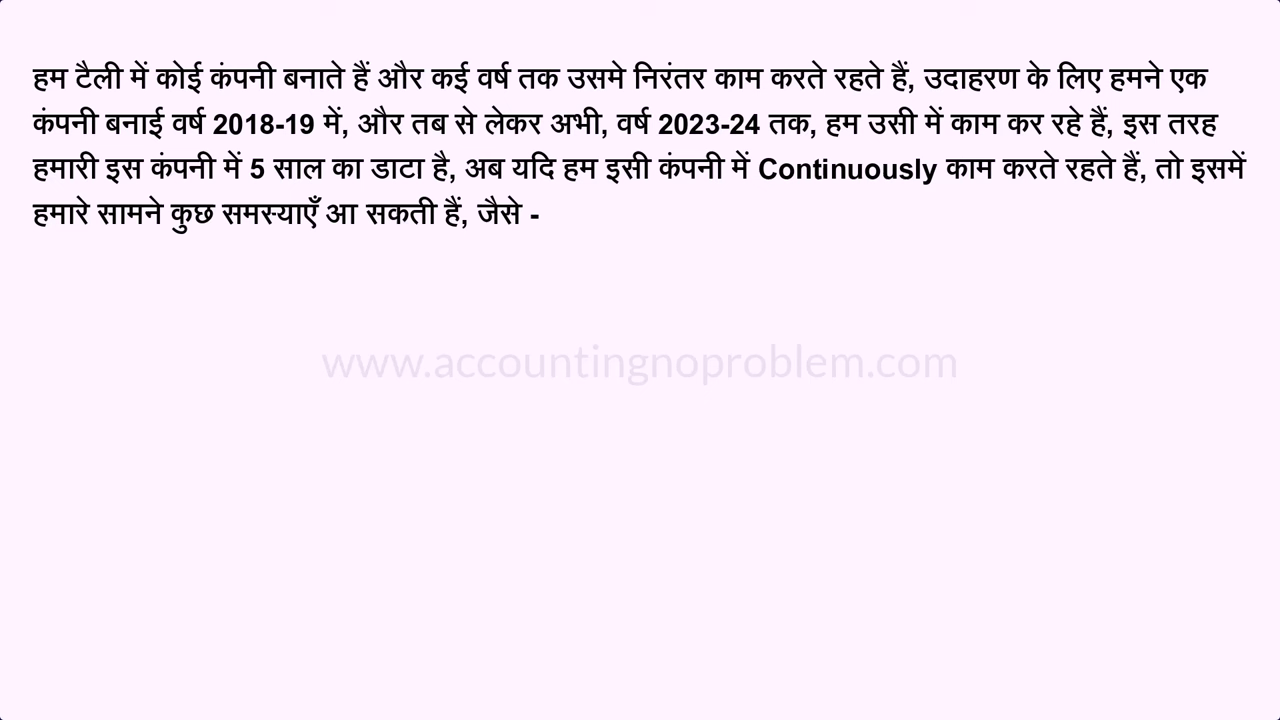 हम टैली में कोई कंपनी बनाते हैं और कई वर्ष तक उसमे निरंतर काम करते रहते हैं, उदाहरण के लिए हमने एक
कंपनी बनाई वर्ष 2018-19 में, और तब से लेकर अभी, वर्ष 2023-24 तक, हम उसी में काम कर रहे हैं, इस तरह
हमारी इस कंपनी में 5 साल का डाटा है, अब यदि हम इसी कंपनी में Continuously काम करते रहते हैं, तो इसमें
हमारे सामने कुछ समस्याएँ आ सकती हैं, जैसे -
www.accountingnoproblem.com